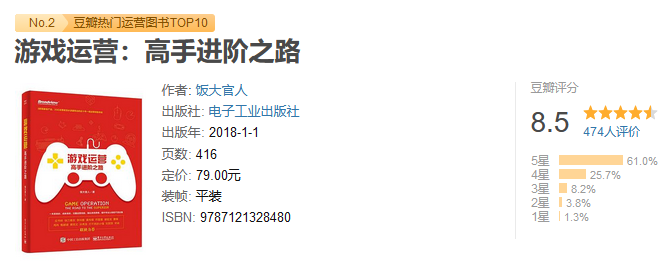 No.2 豆瓣热门运营图书TOP10
游戏运营：高手进阶之路
游戏运营
高手进阶之路
GAME OPERATION
作者: 饭大官人
出版社: 电子工业出版社
出版年: 2018-1-1
页数: 416
定价: 79.00元
装帧: 平装
ISBN: 9787121328480
豆瓣评分
8.5
474人评价
5星 61.0%
4星 25.7%
3星 8.2%
2星 3.8%
1星 1.3%